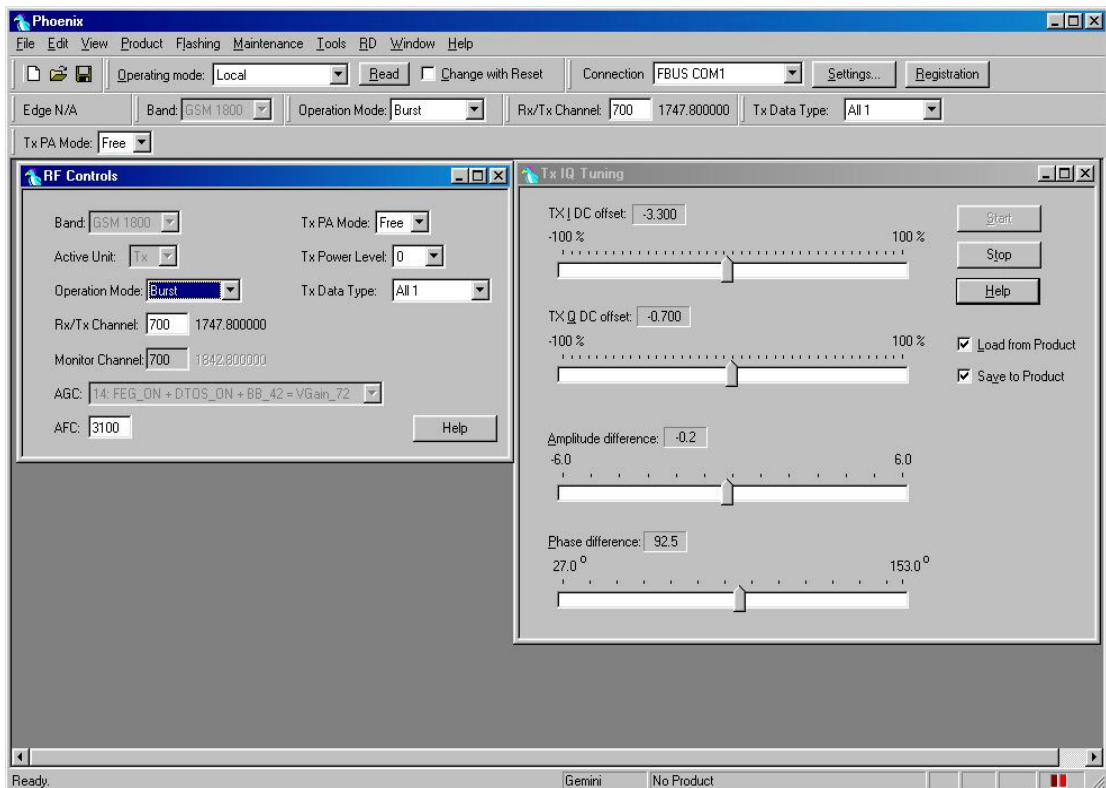 Phoenix
File Edit View Product Flashing Maintenance Tools RD Window Help
Operating mode: Local Read Change with Reset Connection FBUS COM1 Settings... Registration
Edge N/A Band: GSM 1800 Operation Mode: Burst Rx/Tx Channel: 700 1747.800000 Tx Data Type: All 1
Tx PA Mode: Free
RF Controls
Band: GSM 1800 Tx PA Mode: Free
Active Unit: Tx Tx Power Level: 0
Operation Mode: Burst Tx Data Type: All 1
Rx/Tx Channel: 700 1747.800000
Monitor Channel: 700 1842.800000
AGC: 14: FEG_ON + DTOS_ON + BB_42 = VGain_72
AFC: 3100 Help
Tx IQ Tuning
TX I DC offset: -3.300
-100 % 100 %
Start
Stop
Help
TX Q DC offset: -0.700
-100 % 100 %
Load from Product
Save to Product
Amplitude difference: -0.2
-6.0 6.0
Phase difference: 92.5
27.0 º 153.0 º
Ready. Gemini No Product